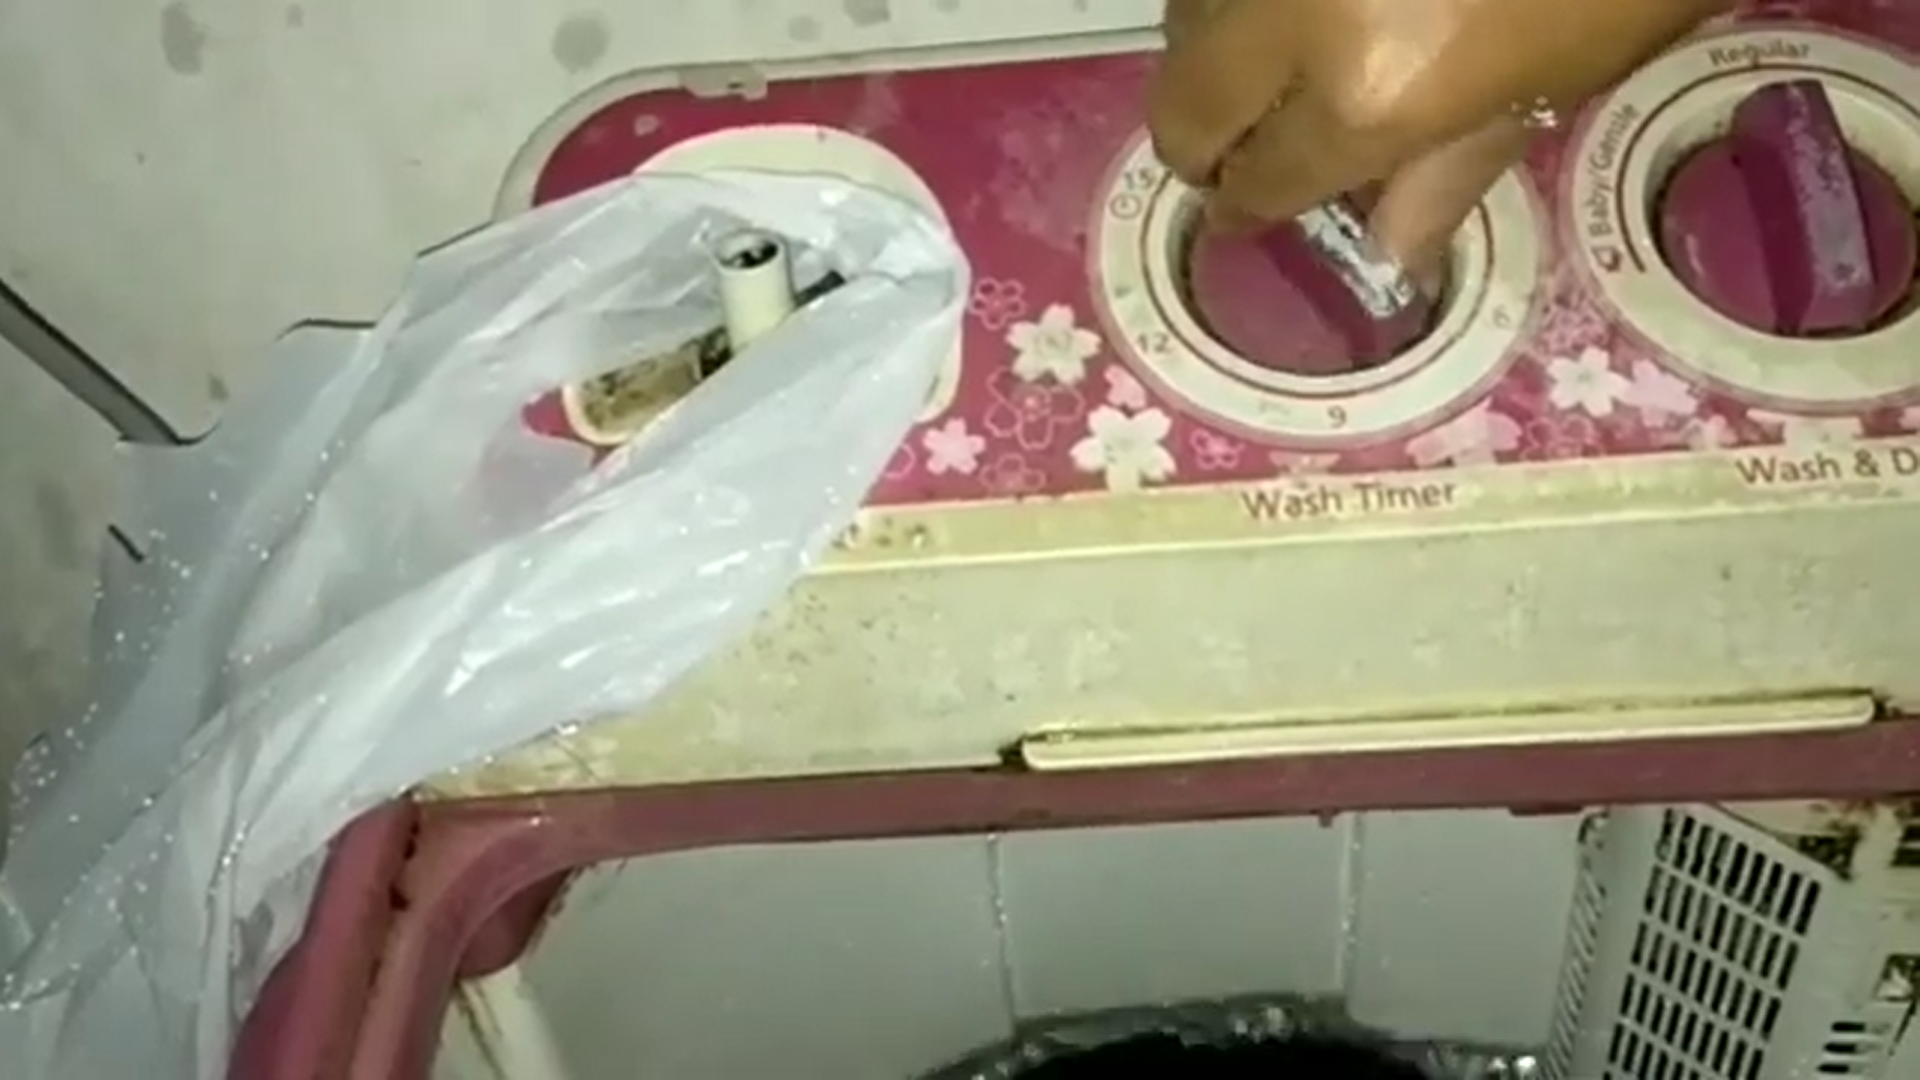 Regular
Baby/Gentle
15
12
9
6
Wash Timer
Wash & D